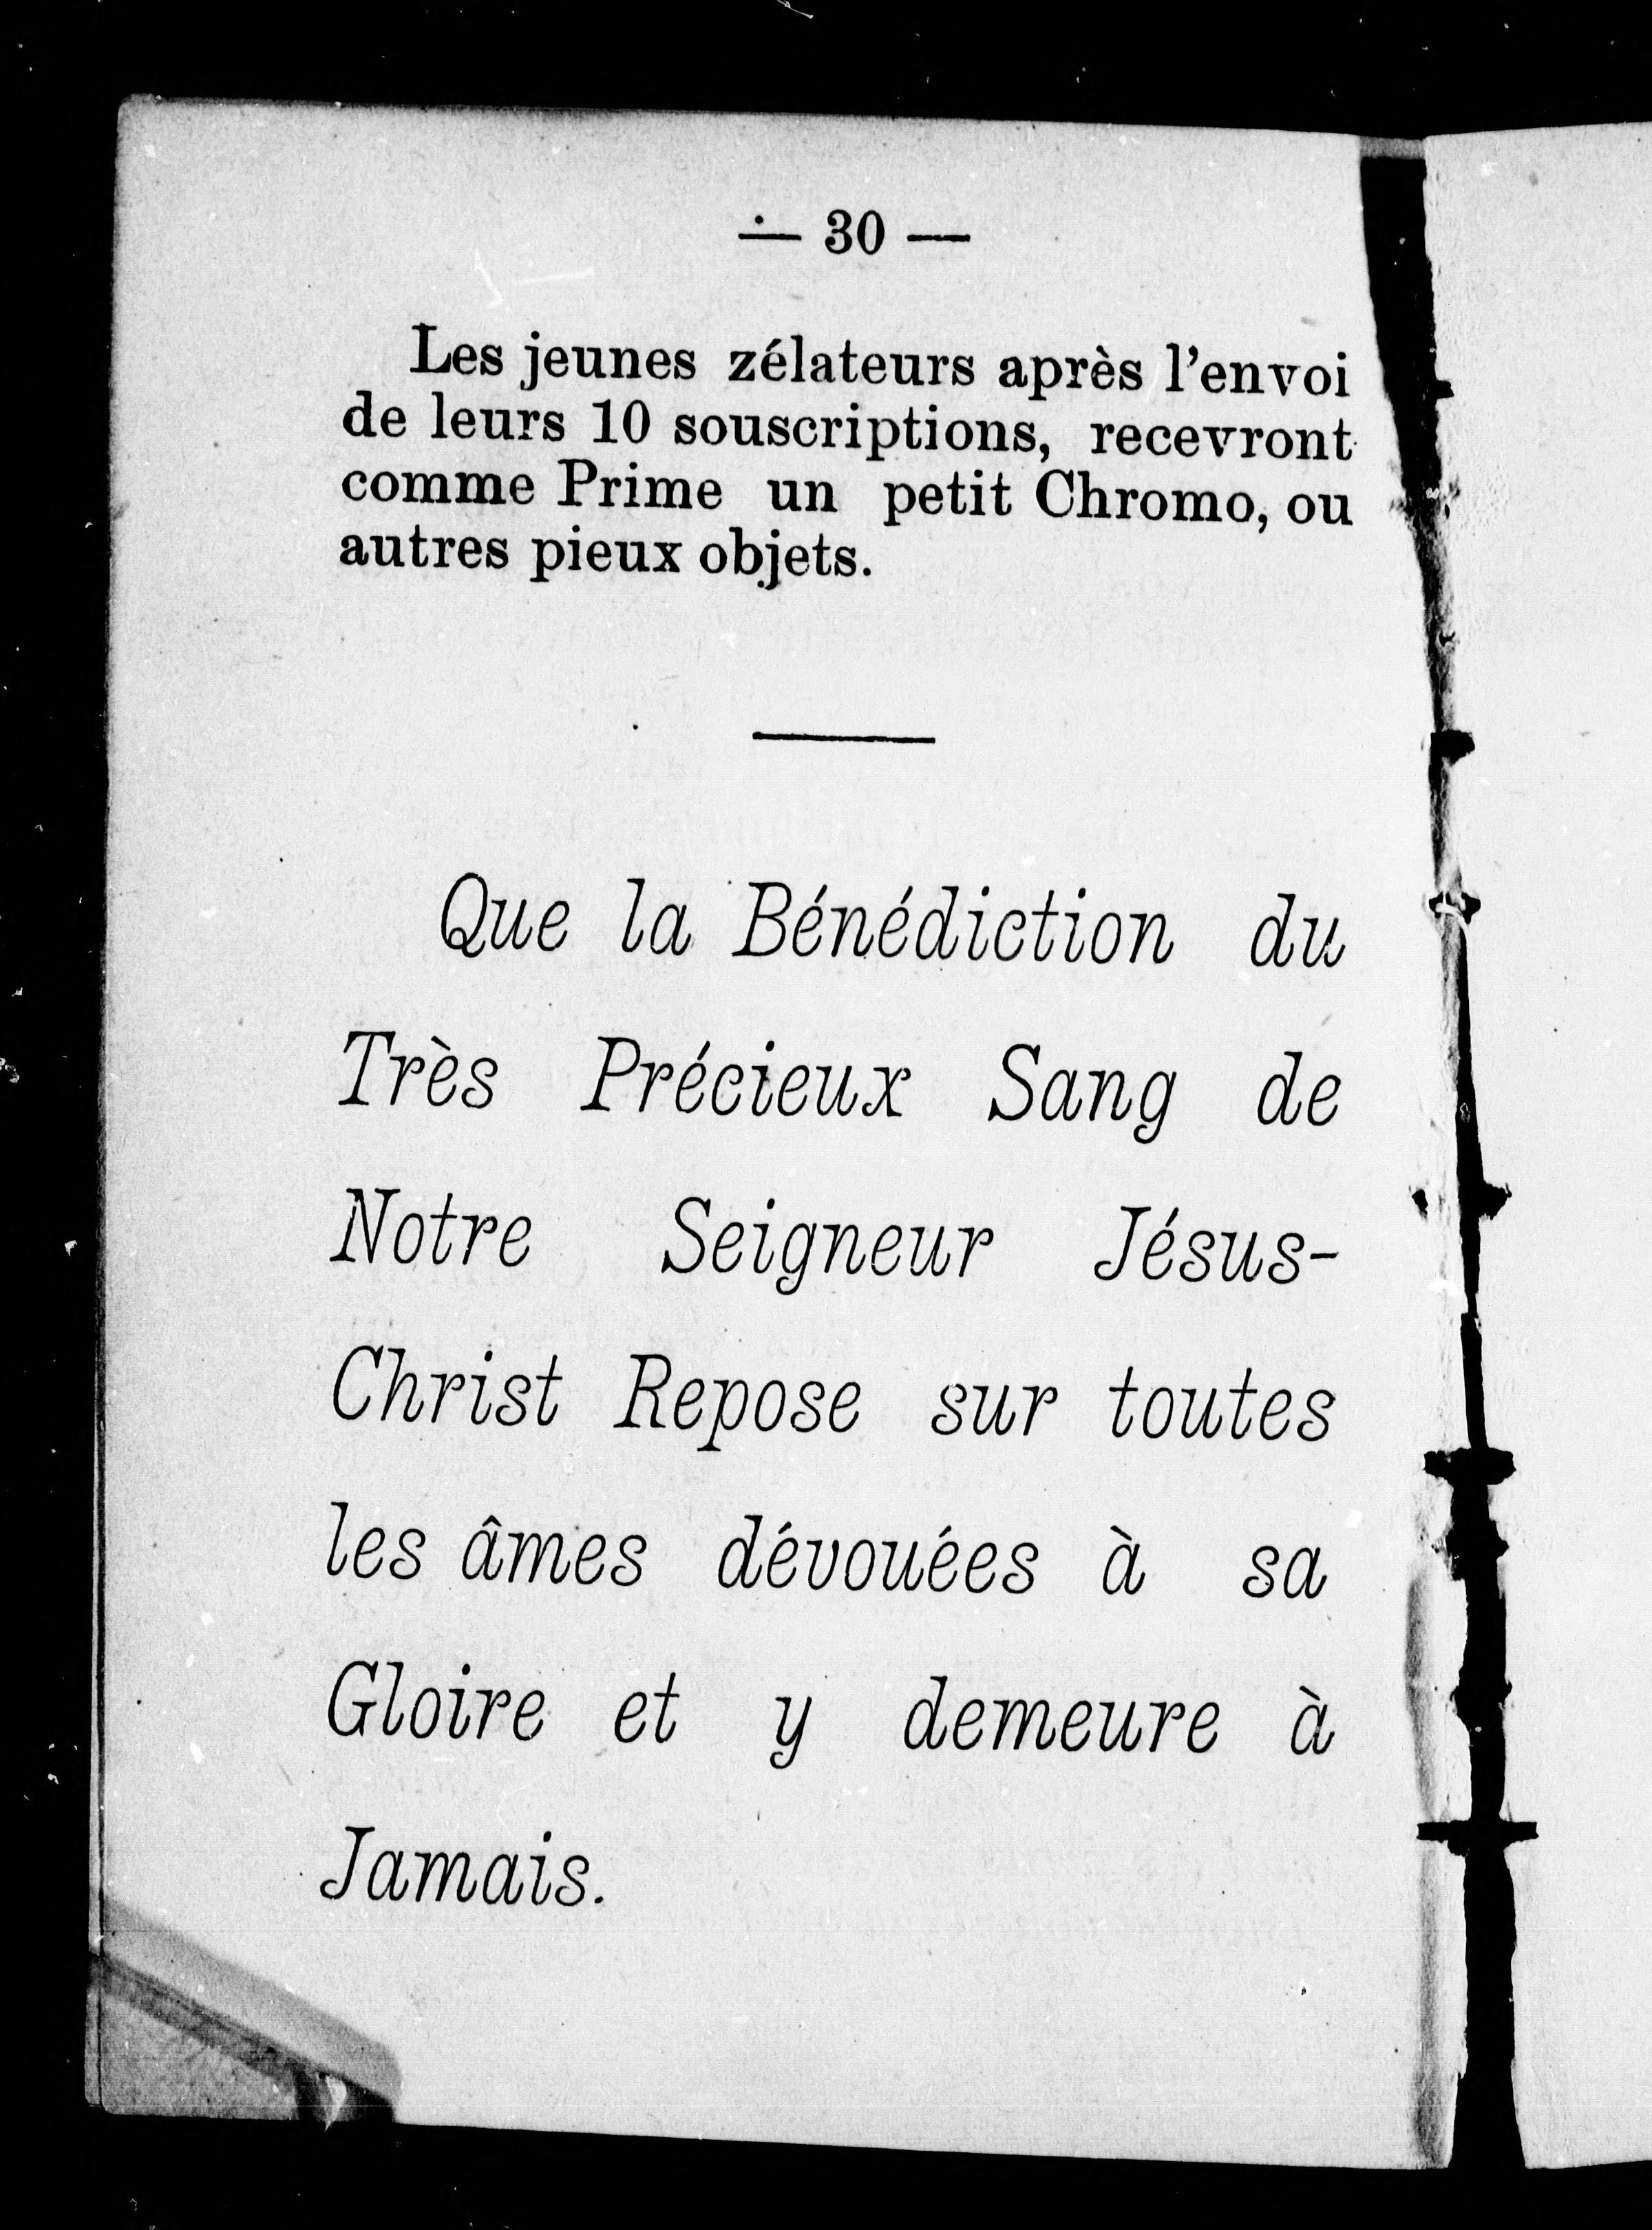 — 30 —
Les jeunes zélateurs après l'envoi
de leurs 10 souscriptions, recevront
comme Prime un petit Chromo, ou
autres pieux objets.
Que la Bénédiction du
Très Précieux Sang de
Notre Seigneur Jésus-
Christ Repose sur toutes
les âmes dévouées à sa
Gloire et y demeure à
Jamais.